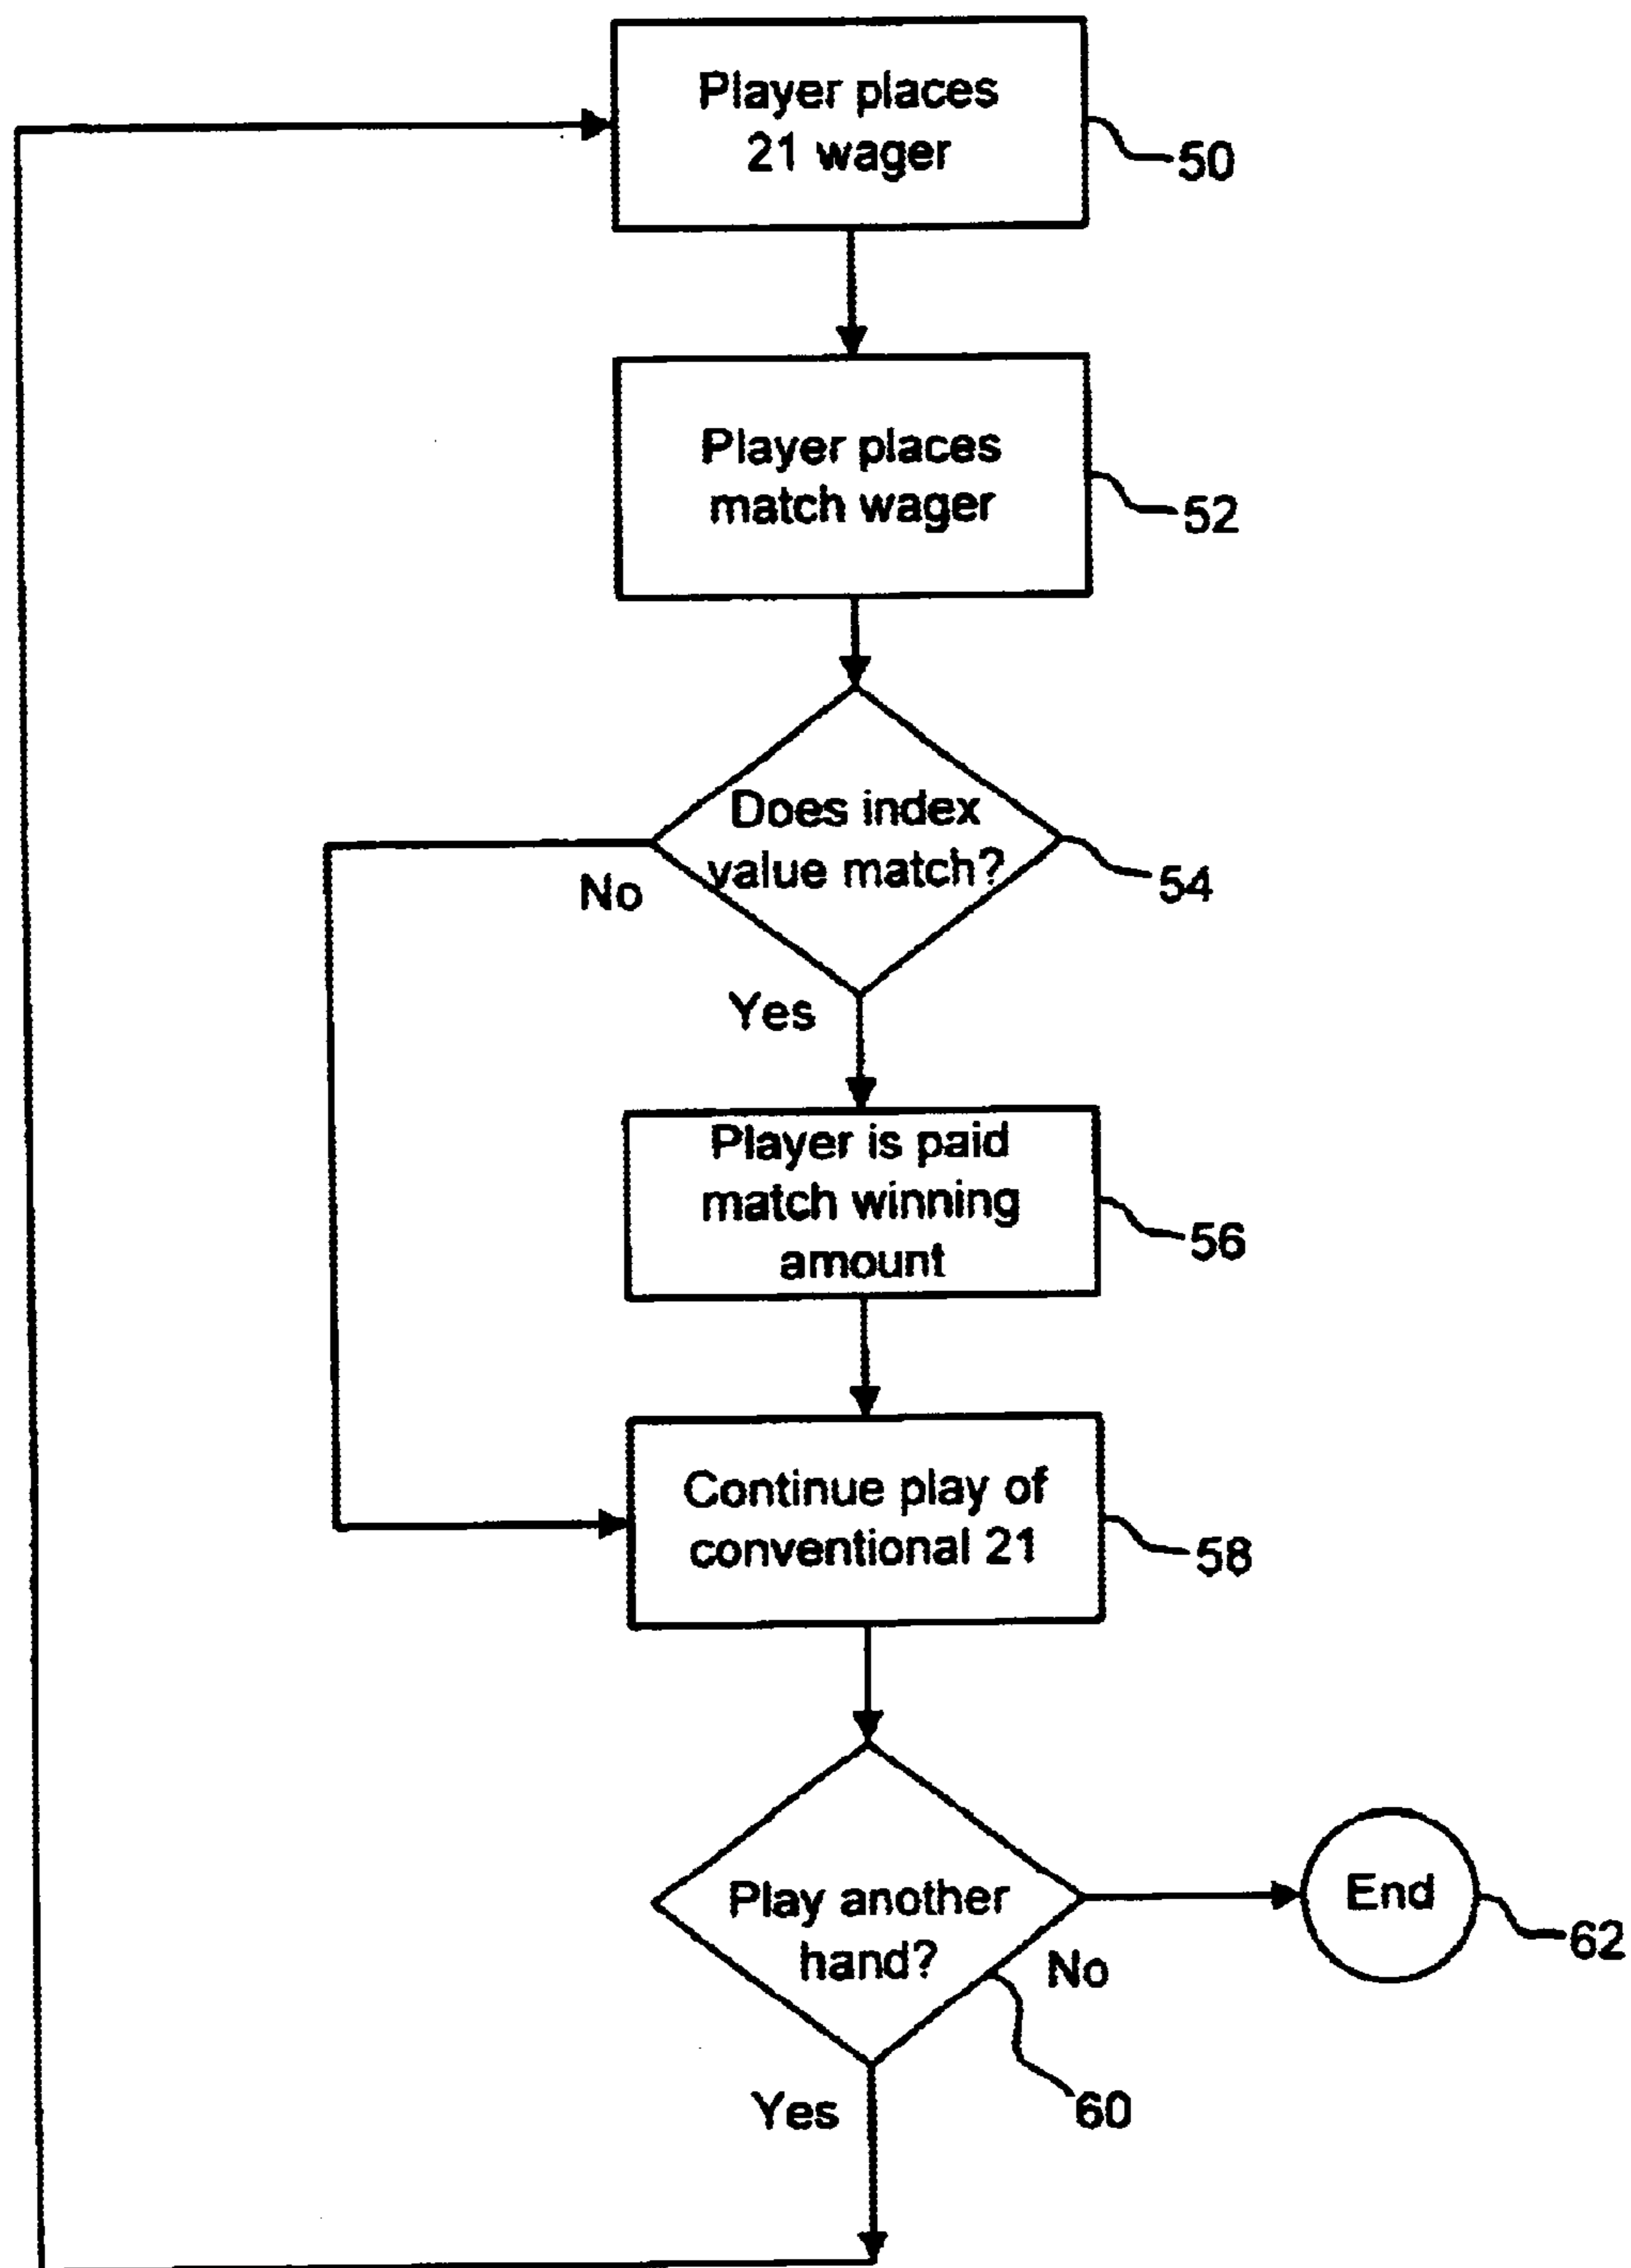 Player places
21 wager
50
Player places
match wager
52
Does index
value match?
54
No
Yes
Player is paid
match winning
amount
56
Continue play of
conventional 21
58
Play another
hand?
No
End
62
60
Yes